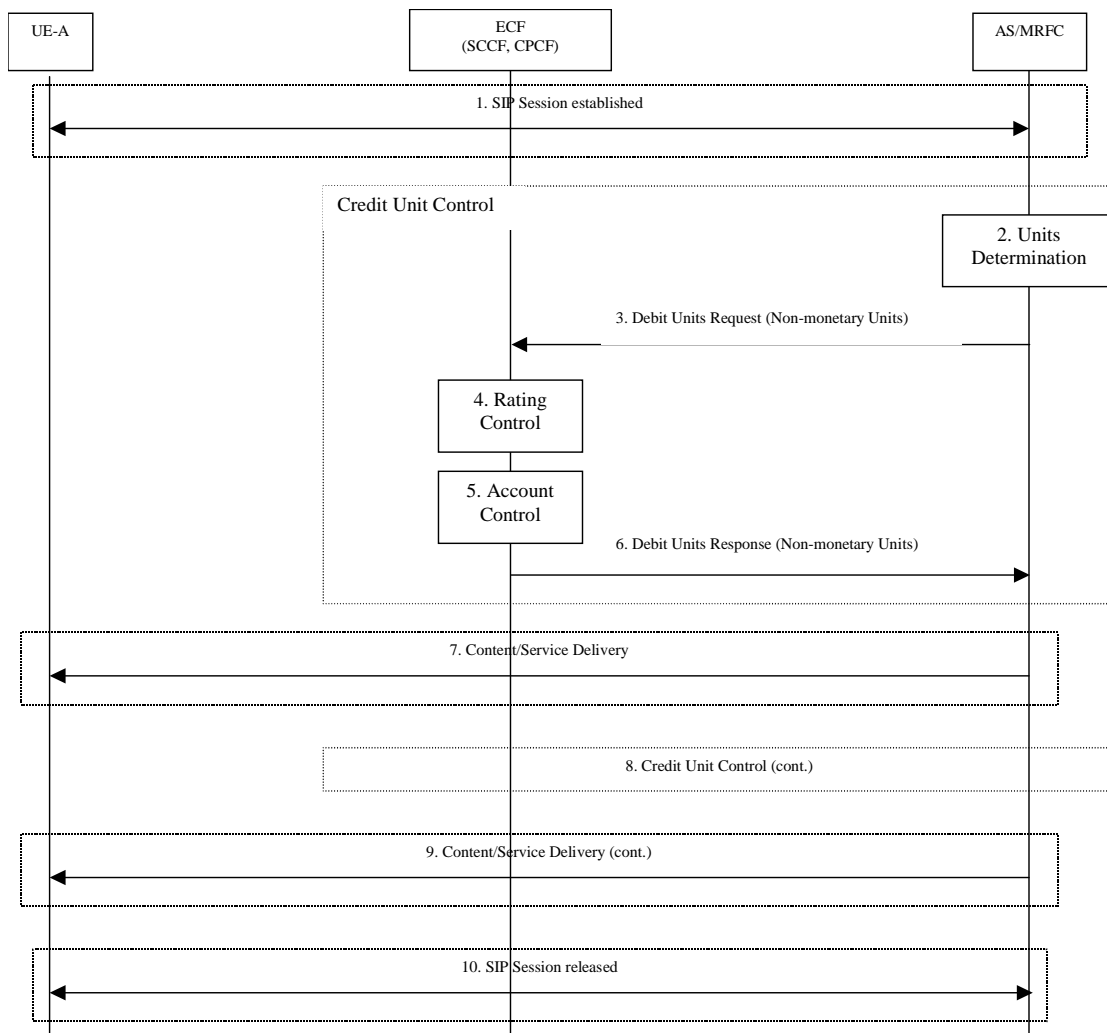 UE-A
ECF
(SCCF, CPCF)
AS/MRFC
1. SIP Session established
Credit Unit Control
2. Units
Determination
3. Debit Units Request (Non-monetary Units)
4. Rating
Control
5. Account
Control
6. Debit Units Response (Non-monetary Units)
7. Content/Service Delivery
8. Credit Unit Control (cont.)
9. Content/Service Delivery (cont.)
10. SIP Session released